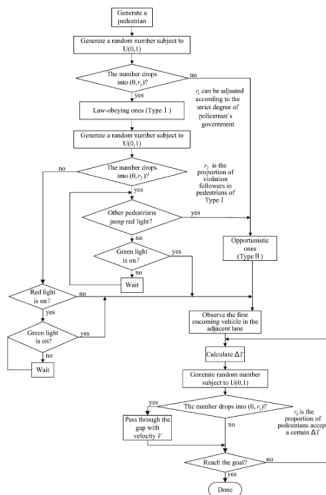 Generate a
pedestrian
Generate a random number subject to
U(0,1)
The number drops
into (0, r₁)?
no
yes
r₁ can be adjusted
according to the
strict degree of
policeman's
government
Law-obeying ones (Type I)
Generate a random number subject to
U(0,1)
no
The number drops
into (0, r₂)?
yes
r₂ is the
proportion of
violation
followers in
pedestrians of
Type I
Other pedestrians
jump red light?
yes
no
Green light
is on?
yes
no
Wait
Opportunistic
ones
(Type II)
Red light
is on?
no
yes
Green light
is on?
yes
no
Wait
Observe the first
oncoming vehicle in the
adjacent lane
Calculate ΔT
Generate random number
subject to U(0,1)
yes
The number drops into (0, r₃)?
r₃ is the
proportion of
pedestrians accept
a certain ΔT
Pass through the
gap with
velocity V
no
Reach the goal?
no
yes
Done